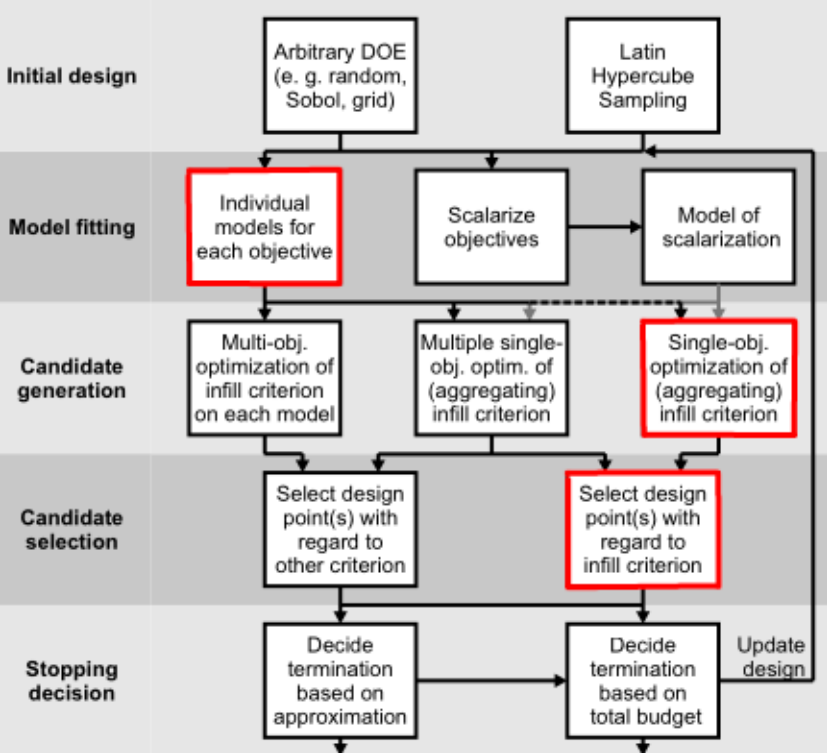 Initial design
Arbitrary DOE
(e. g. random,
Sobol, grid)
Latin
Hypercube
Sampling
Model fitting
Individual
models for
each objective
Scalarize
objectives
Model of
scalarization
Candidate
generation
Multi-obj.
optimization of
infill criterion
on each model
Multiple single-
obj. optim. of
(aggregating)
infill criterion
Single-obj.
optimization of
(aggregating)
infill criterion
Candidate
selection
Select design
point(s) with
regard to
other criterion
Select design
point(s) with
regard to
infill criterion
Stopping
decision
Decide
termination
based on
approximation
Decide
termination
based on
total budget
Update
design